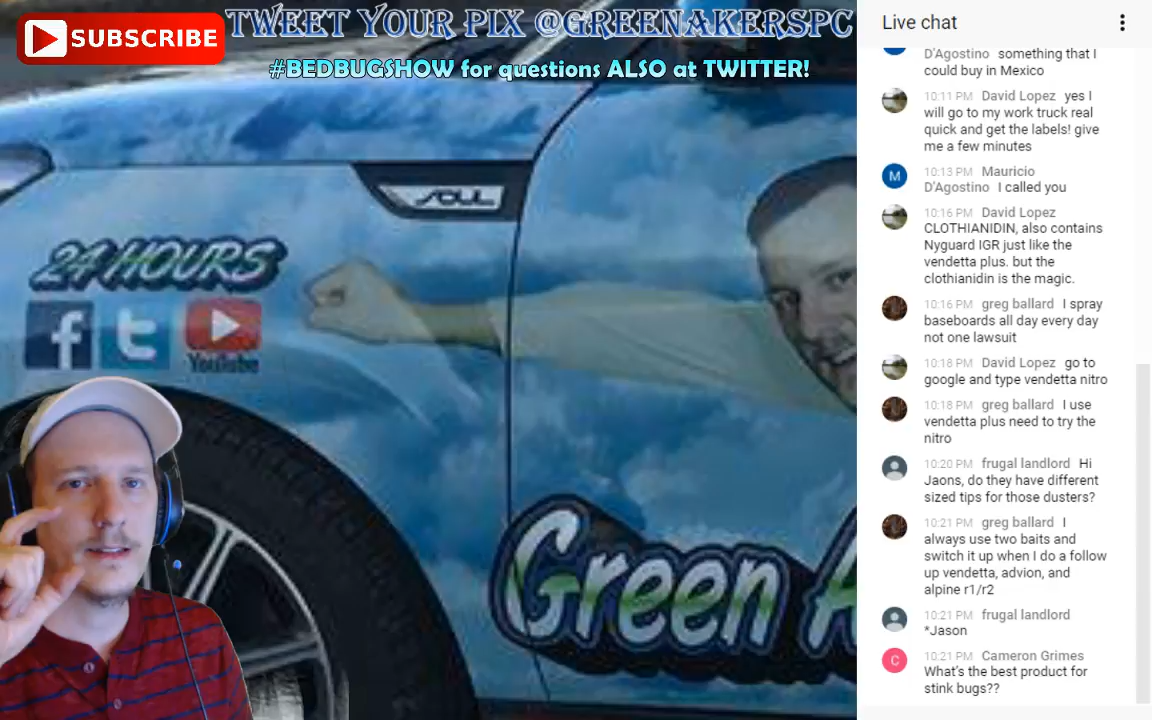 SUBSCRIBE
TWEET YOUR PIX @GREENAKERSPC
#BEDBUGSHOW for questions ALSO at TWITTER!
SOUL
24 HOURS
f
t
Youtube
Green A
Live chat
D'Agostino something that I
could buy in Mexico
10:11 PM David Lopez yes I
will go to my work truck real
quick and get the labels! give
me a few minutes
M
10:13 PM Mauricio
D'Agostino I called you
10:16 PM David Lopez
CLOTHIANIDIN, also contains
Nyguard IGR just like the
vendetta plus. but the
clothianidin is the magic.
10:16 PM greg ballard I spray
baseboards all day every day
not one lawsuit
10:18 PM David Lopez go to
google and type vendetta nitro
10:18 PM greg ballard I use
vendetta plus need to try the
nitro
10:20 PM frugal landlord Hi
Jaons, do they have different
sized tips for those dusters?
10:21 PM greg ballard I
always use two baits and
switch it up when I do a follow
up vendetta, advion, and
alpine r1/r2
10:21 PM frugal landlord
*Jason
C
10:21 PM Cameron Grimes
What's the best product for
stink bugs??